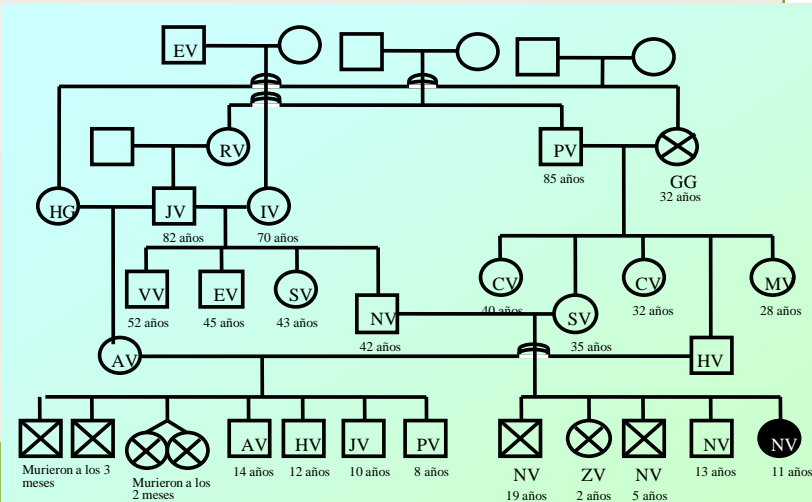 EV
RV
PV
85 años
GG
32 años
HG
JV
IV
82 años
70 años
VV
EV
SV
NV
52 años
45 años
43 años
42 años
CV
SV
CV
MV
40 años
35 años
32 años
28 años
AV
HV
Murieron a los 3
meses
Murieron a los
2 meses
AV
HV
JV
PV
14 años
12 años
10 años
8 años
NV
19 años
ZV
2 años
NV
5 años
NV
13 años
NV
11 años